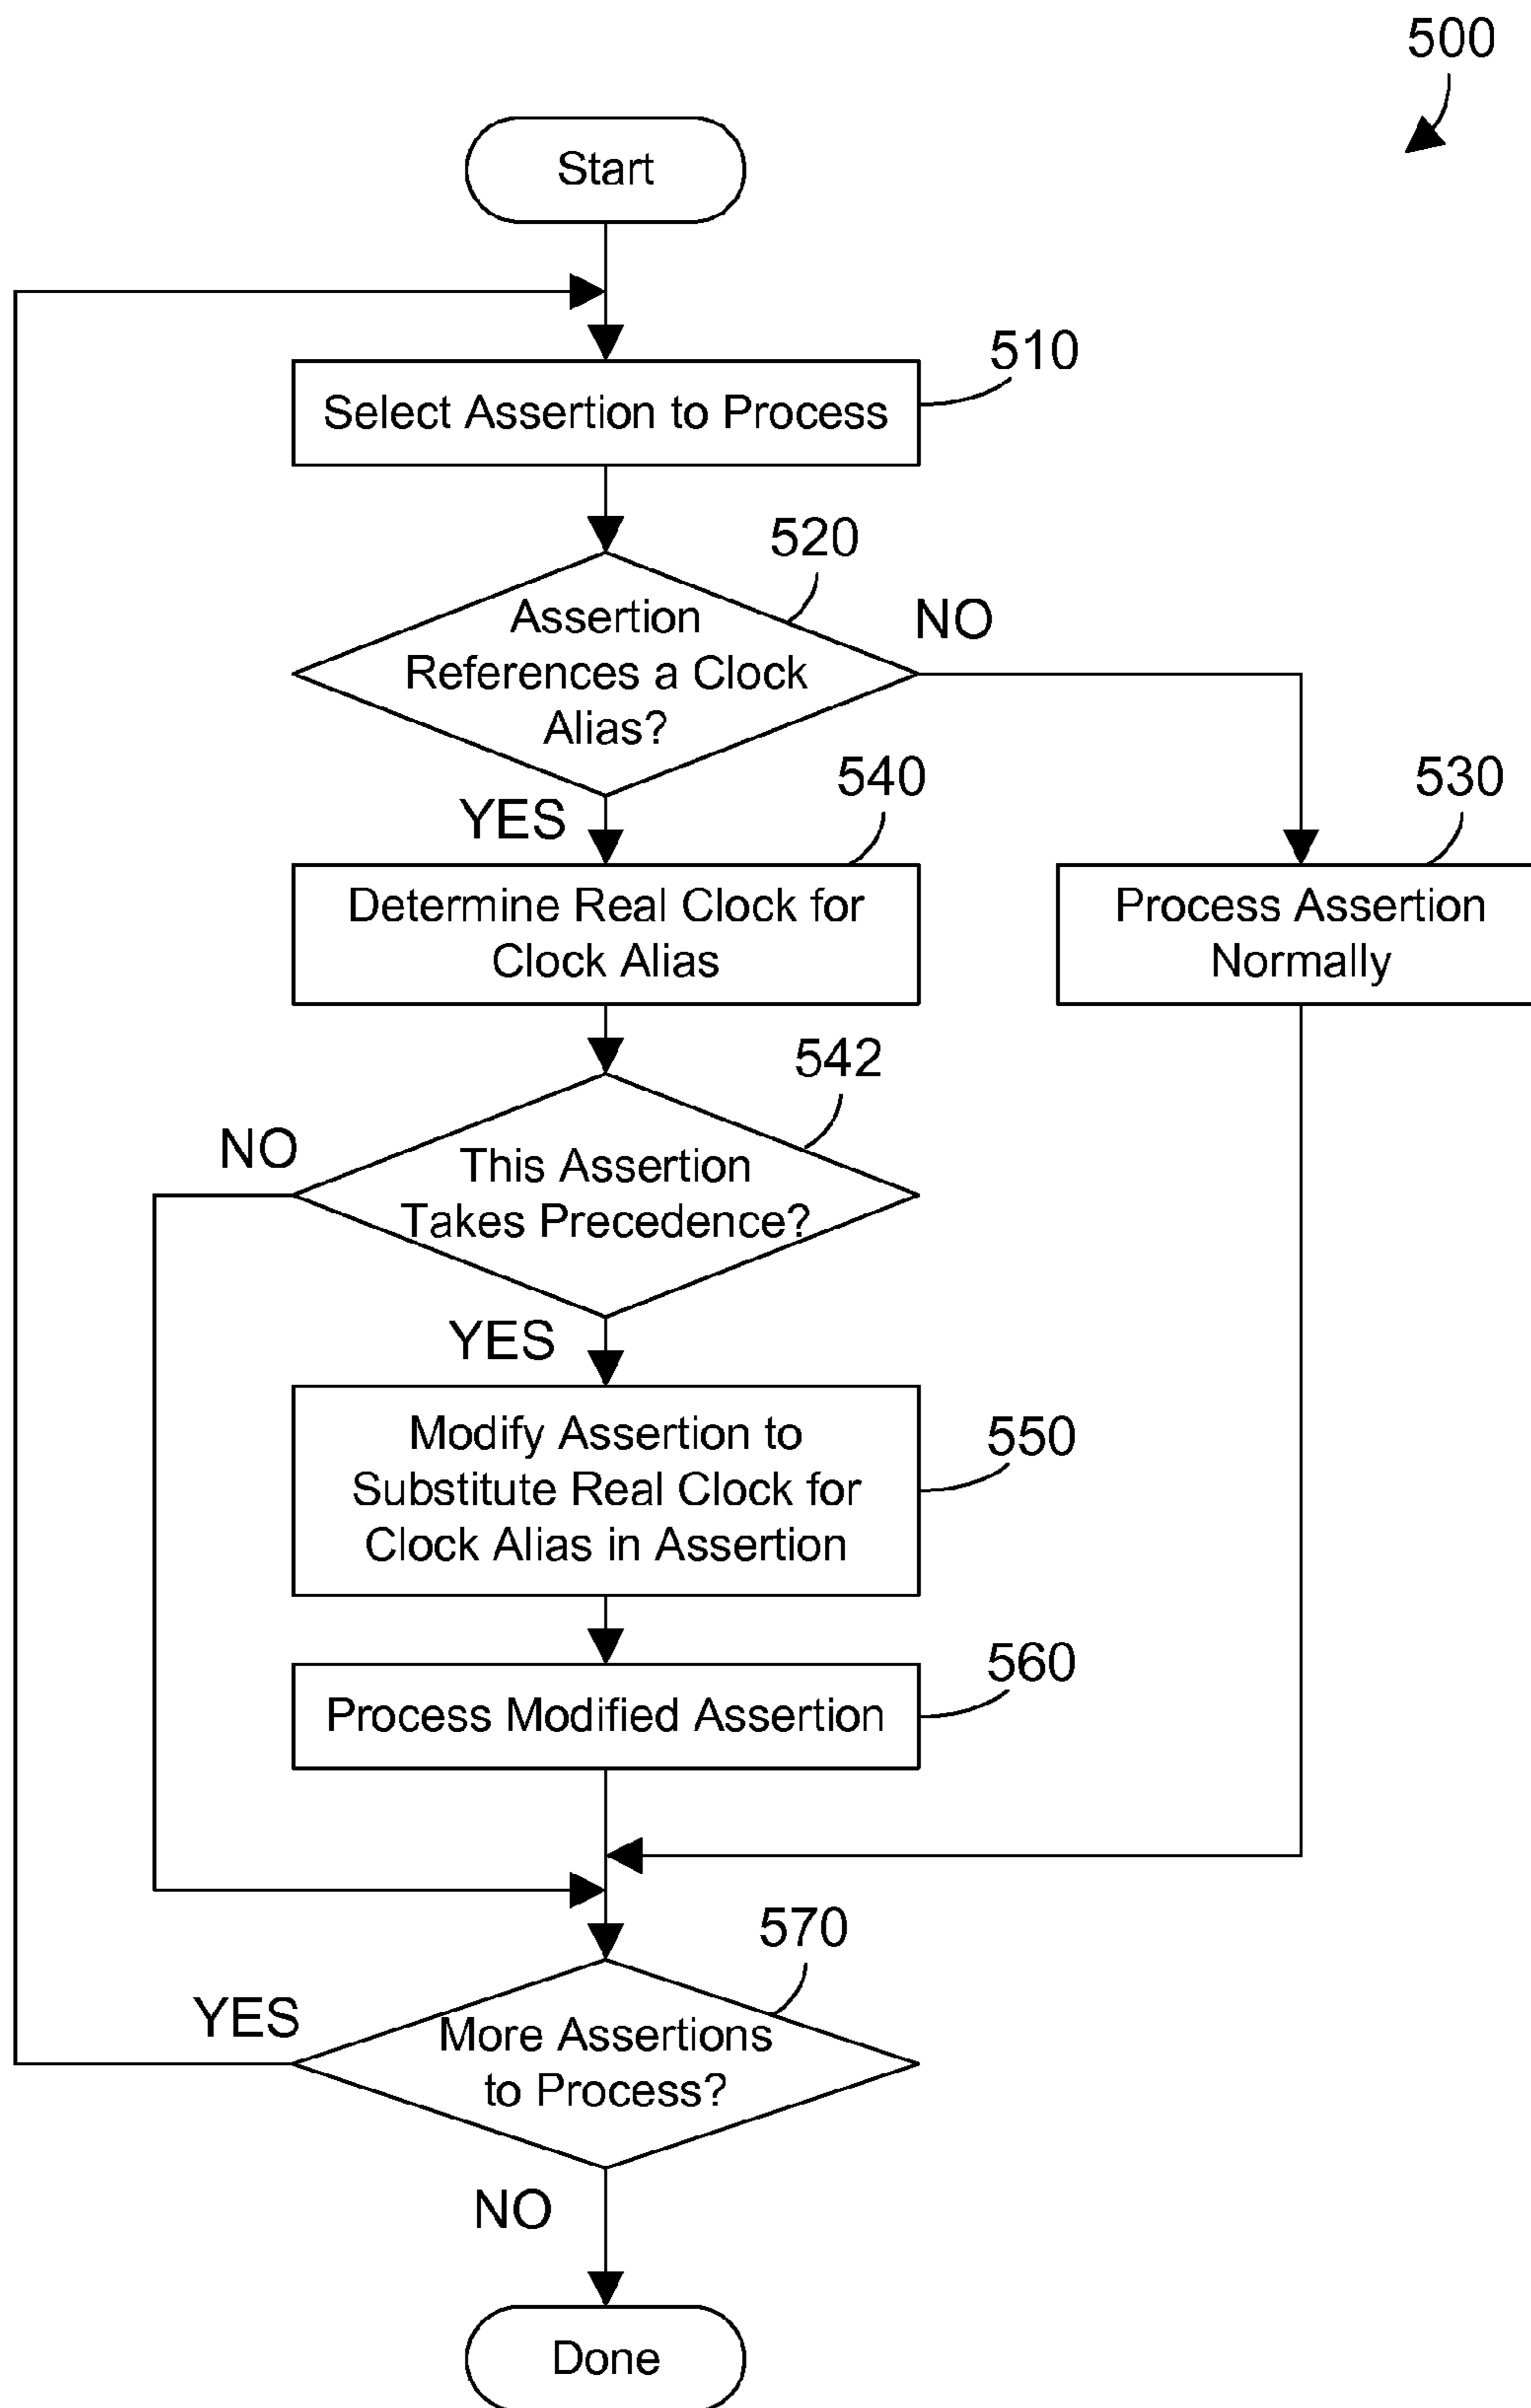 500
Start
510
Select Assertion to Process
520
Assertion
References a Clock
Alias?
NO
YES
540
Determine Real Clock for
Clock Alias
530
Process Assertion
Normally
542
This Assertion
Takes Precedence?
NO
YES
550
Modify Assertion to
Substitute Real Clock for
Clock Alias in Assertion
560
Process Modified Assertion
570
More Assertions
to Process?
YES
NO
Done